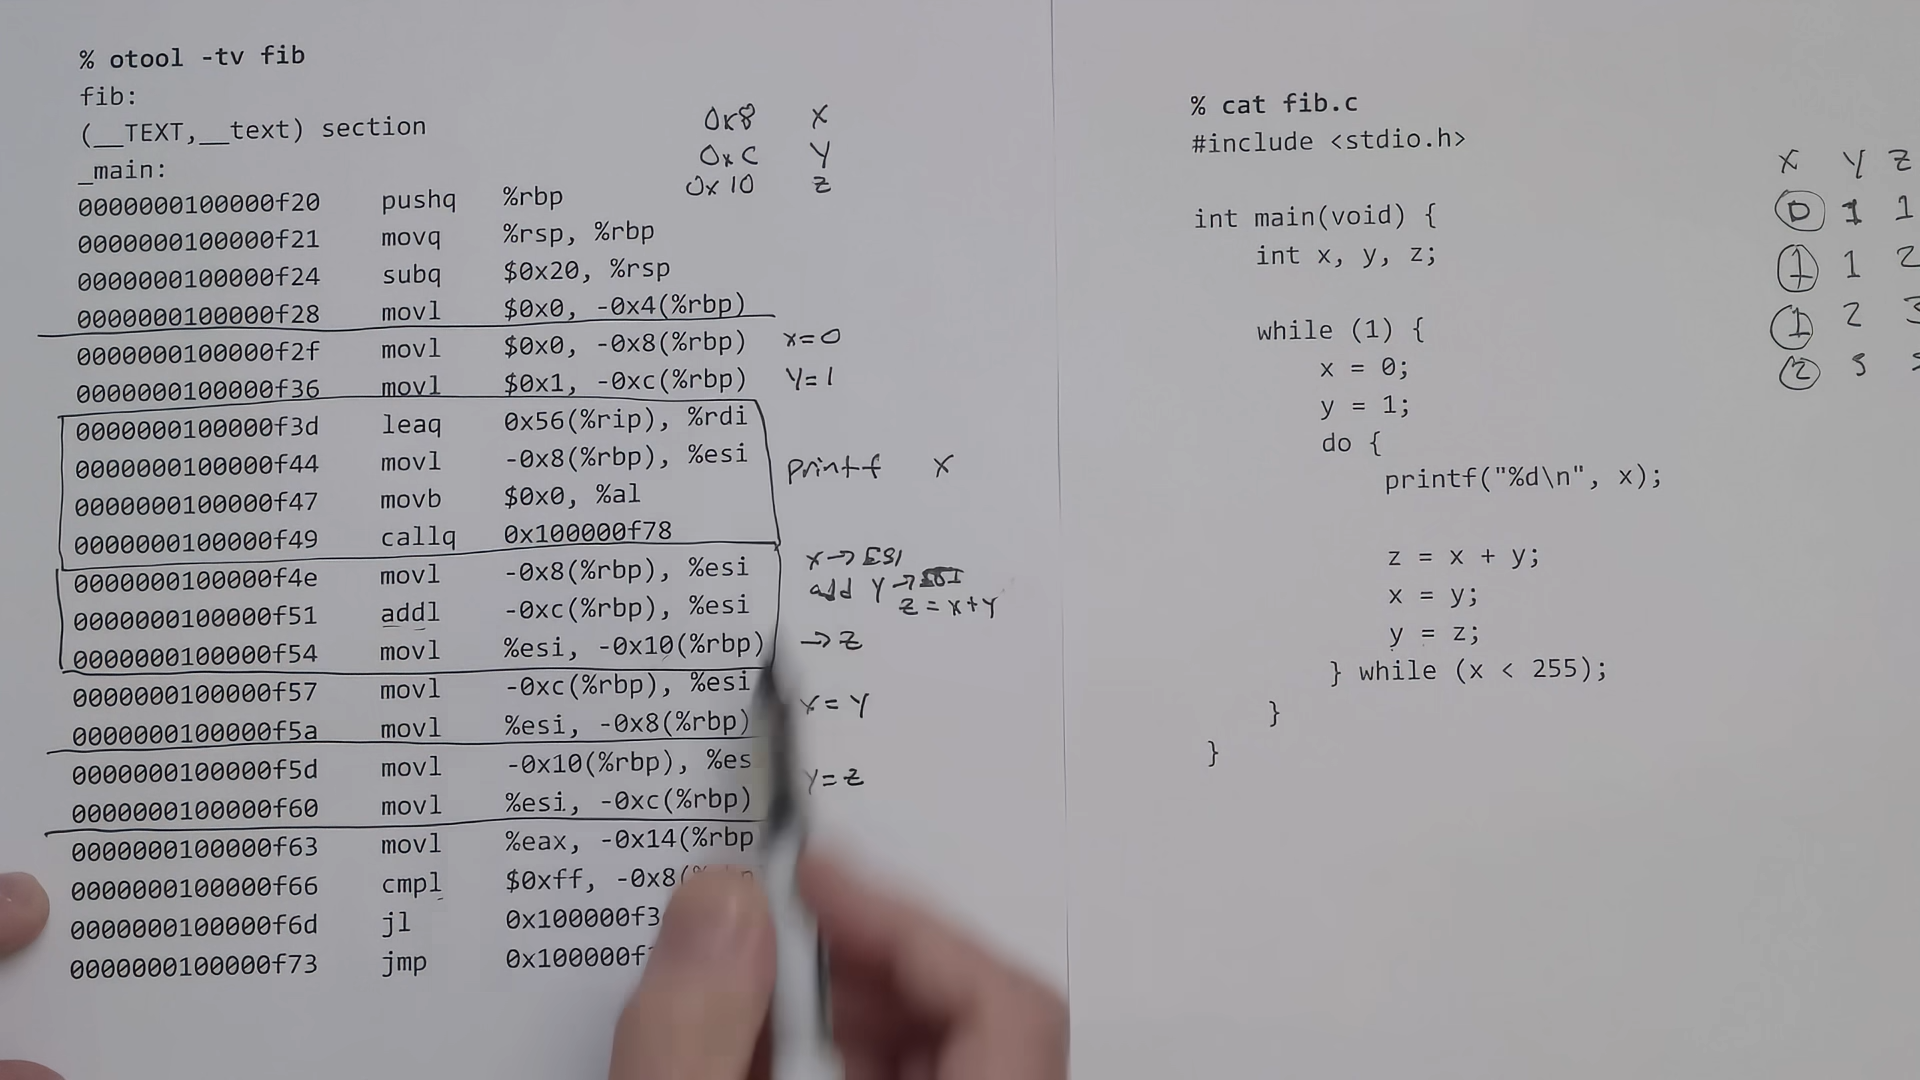 % otool -tv fib
fib:
(__TEXT,__text) section
_main:
0000000100000f20 pushq %rbp
0000000100000f21 movq %rsp, %rbp
0000000100000f24 subq $0x20, %rsp
0000000100000f28 movl $0x0, -0x4(%rbp)
0000000100000f2f movl $0x0, -0x8(%rbp) x=0
0000000100000f36 movl $0x1, -0xc(%rbp) Y=1
0000000100000f3d leaq 0x56(%rip), %rdi
0000000100000f44 movl -0x8(%rbp), %esi printf X
0000000100000f47 movb $0x0, %al
0000000100000f49 callq 0x100000f78
0000000100000f4e movl -0x8(%rbp), %esi x→ESI
0000000100000f51 addl -0xc(%rbp), %esi add Y→
z=x+Y
0000000100000f54 movl %esi, -0x10(%rbp) →z
0000000100000f57 movl -0xc(%rbp), %esi x=Y
0000000100000f5a movl %esi, -0x8(%rbp)
0000000100000f5d movl -0x10(%rbp), %es Y=z
0000000100000f60 movl %esi, -0xc(%rbp)
0000000100000f63 movl %eax, -0x14(%rbp
0000000100000f66 cmpl $0xff, -0x8(
0000000100000f6d jl 0x100000f3
0000000100000f73 jmp 0x100000f
0x8 X
0xC Y
0x10 z
% cat fib.c
#include <stdio.h>
int main(void) {
int x, y, z;
while (1) {
x = 0;
y = 1;
do {
printf("%d\n", x);
z = x + y;
x = y;
y = z;
} while (x < 255);
}
}
X Y Z
0 1 1
1 1 2
1 2 3
2 3